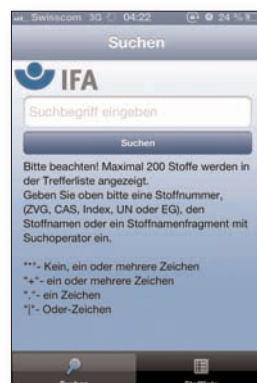 Swisscom 3G 04:22 24 %
Suchen
IFA
Suchbegriff eingeben
Suchen
Bitte beachten! Maximal 200 Stoffe werden in
der Trefferliste angezeigt.
Geben Sie oben bitte eine Stoffnummer,
(ZVG, CAS, Index, UN oder EG), den
Stoffnamen oder ein Stoffnamenfragment mit
Suchoperator ein.
"*"- Kein, ein oder mehrere Zeichen
"+"- ein oder mehrere Zeichen
"."- ein Zeichen
"|"- Oder-Zeichen
Suchen